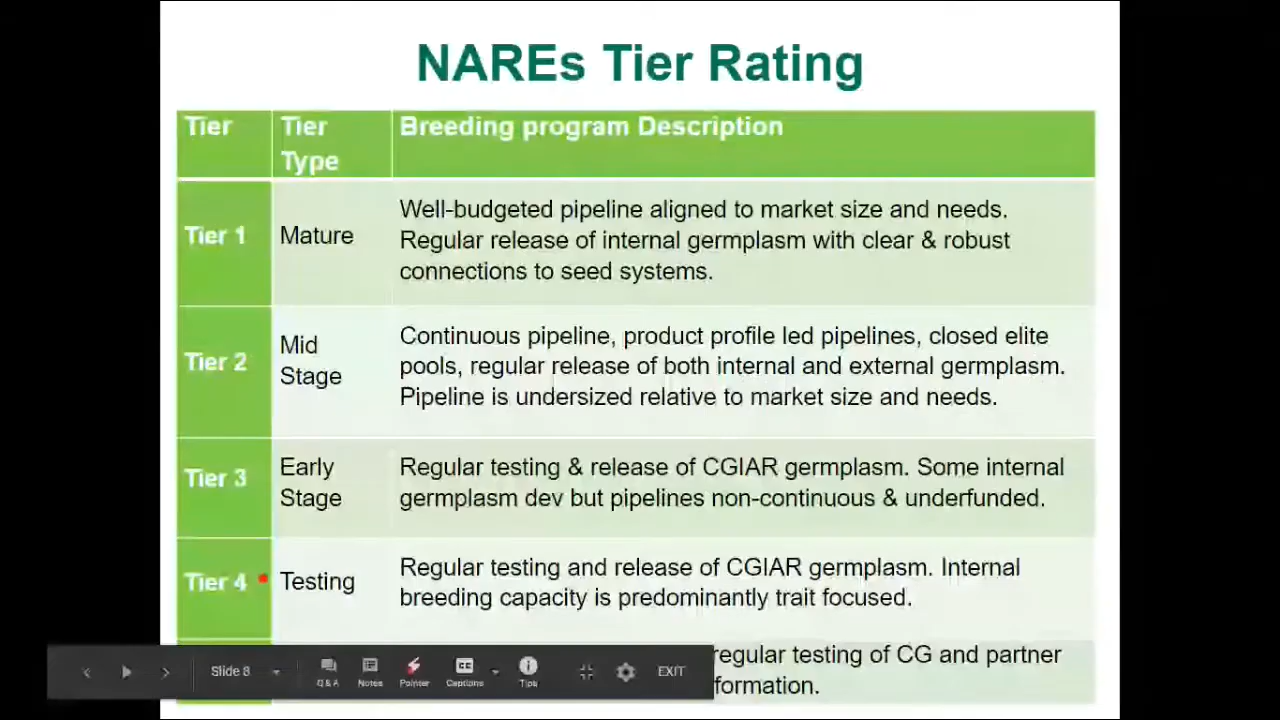 NAREs Tier Rating
Tier
Tier
Type
Breeding program Description
Tier 1
Mature
Well-budgeted pipeline aligned to market size and needs.
Regular release of internal germplasm with clear & robust
connections to seed systems.
Tier 2
Mid
Stage
Continuous pipeline, product profile led pipelines, closed elite
pools, regular release of both internal and external germplasm.
Pipeline is undersized relative to market size and needs.
Tier 3
Early
Stage
Regular testing & release of CGIAR germplasm. Some internal
germplasm dev but pipelines non-continuous & underfunded.
Tier 4
Testing
Regular testing and release of CGIAR germplasm. Internal
breeding capacity is predominantly trait focused.
regular testing of CG and partner
formation.
Slide 8
Q & A
Notes
Pointer
CC
Captions
Tips
EXIT